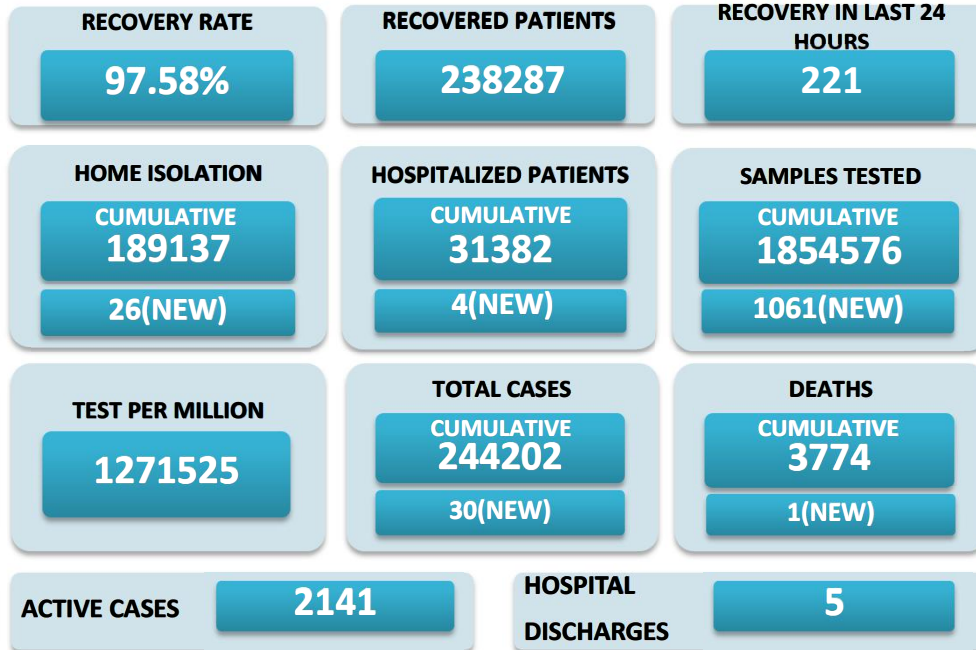 RECOVERY RATE
97.58%
RECOVERED PATIENTS
238287
RECOVERY IN LAST 24
HOURS
221
HOME ISOLATION
CUMULATIVE
189137
26(NEW)
HOSPITALIZED PATIENTS
CUMULATIVE
31382
4(NEW)
SAMPLES TESTED
CUMULATIVE
1854576
1061(NEW)
TEST PER MILLION
1271525
TOTAL CASES
CUMULATIVE
244202
30(NEW)
DEATHS
CUMULATIVE
3774
1(NEW)
ACTIVE CASES
2141
HOSPITAL
DISCHARGES
5